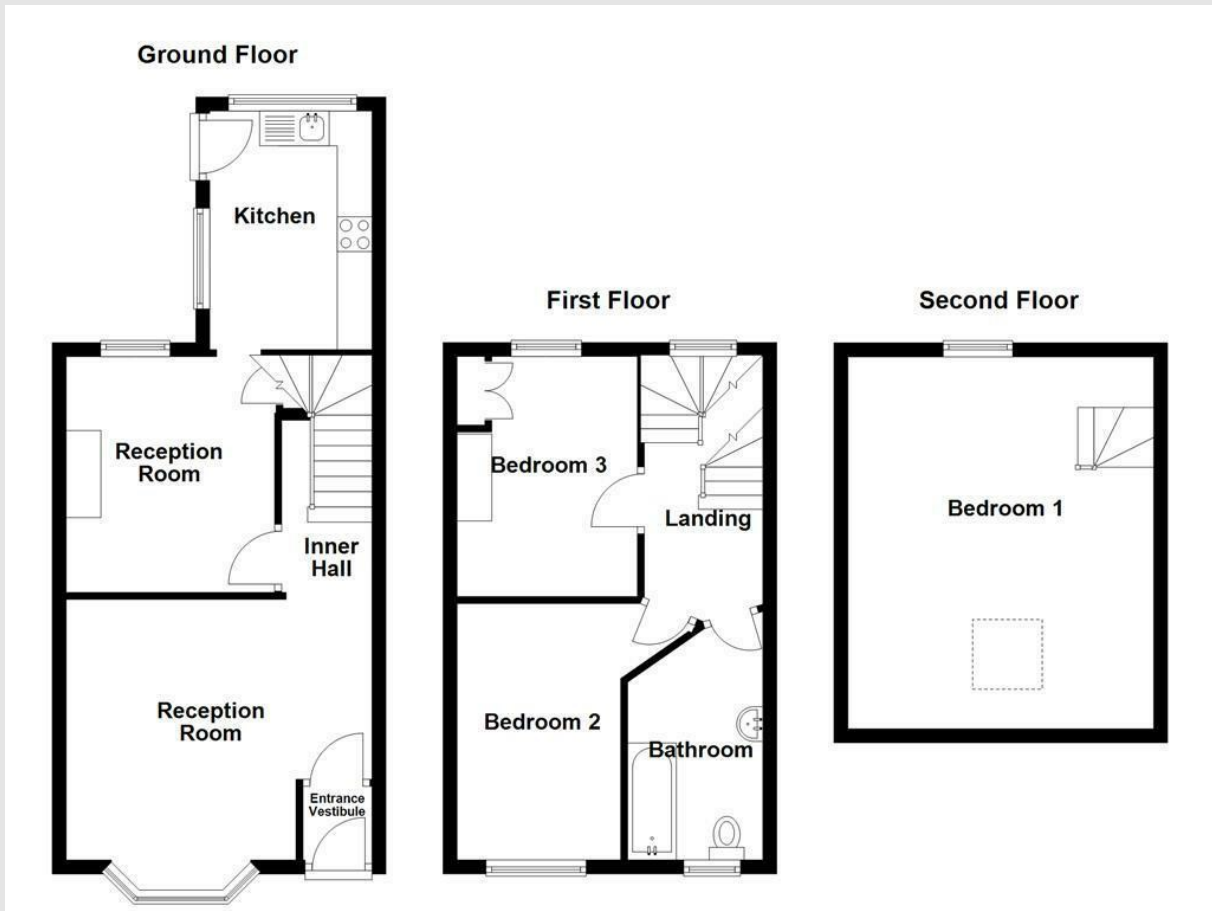 Ground Floor
Kitchen
Reception
Room
Inner
Hall
Reception
Room
Entrance
Vestibule
First Floor
Bedroom 3
Landing
Bedroom 2
Bathroom
Second Floor
Bedroom 1